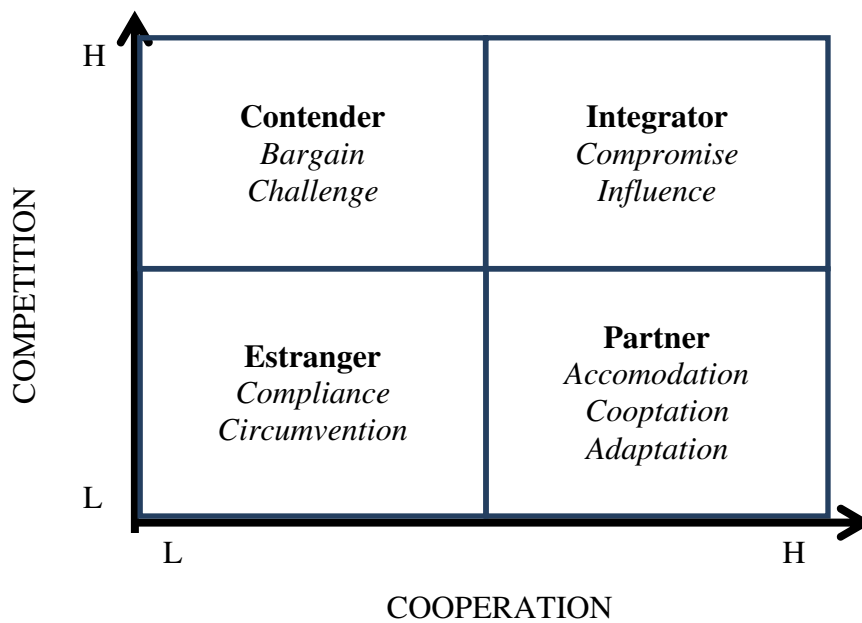 H
Contender
Bargain
Challenge
Integrator
Compromise
Influence
COMPETITION
Estranger
Compliance
Circumvention
Partner
Accomodation
Cooptation
Adaptation
L
L
H
COOPERATION